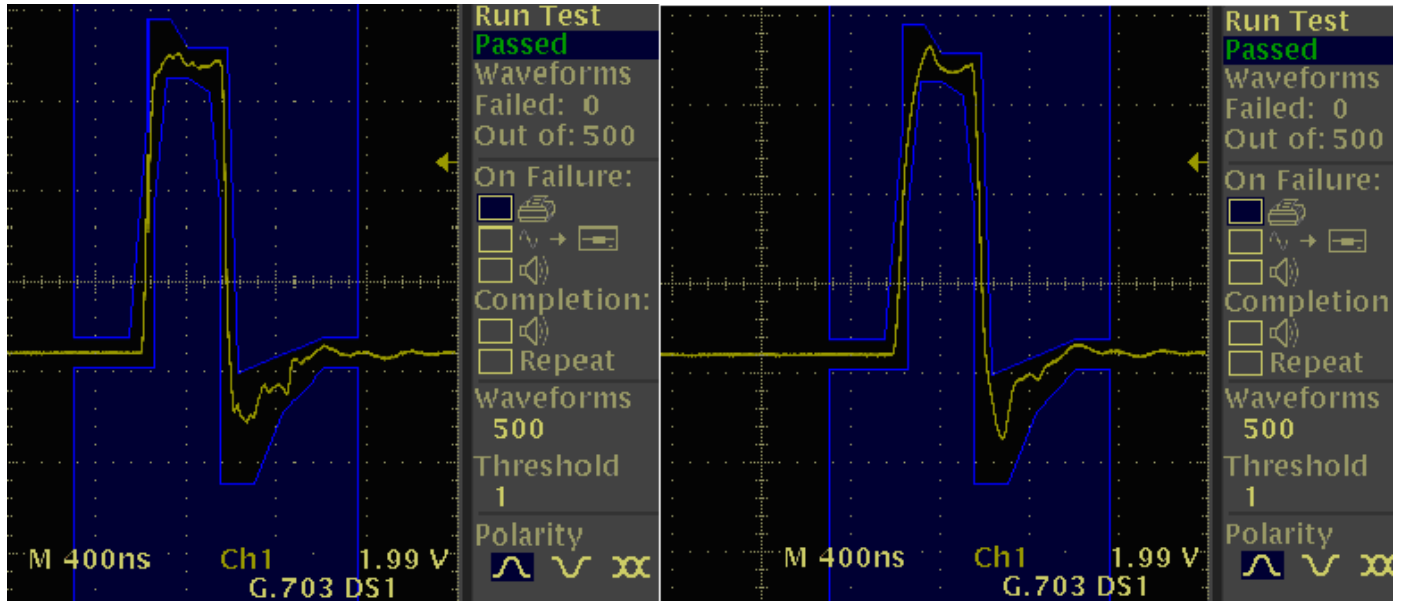 Run Test
Passed
Waveforms
Failed: 0
Out of: 500
On Failure:
Completion:
Repeat
Waveforms
500
Threshold
1
Polarity
M 400ns Ch1 1.99 V
G.703 DS1
Run Test
Passed
Waveforms
Failed: 0
Out of: 500
On Failure:
Completion
Repeat
Waveforms
500
Threshold
1
Polarity
M 400ns Ch1 1.99 V
G.703 DS1